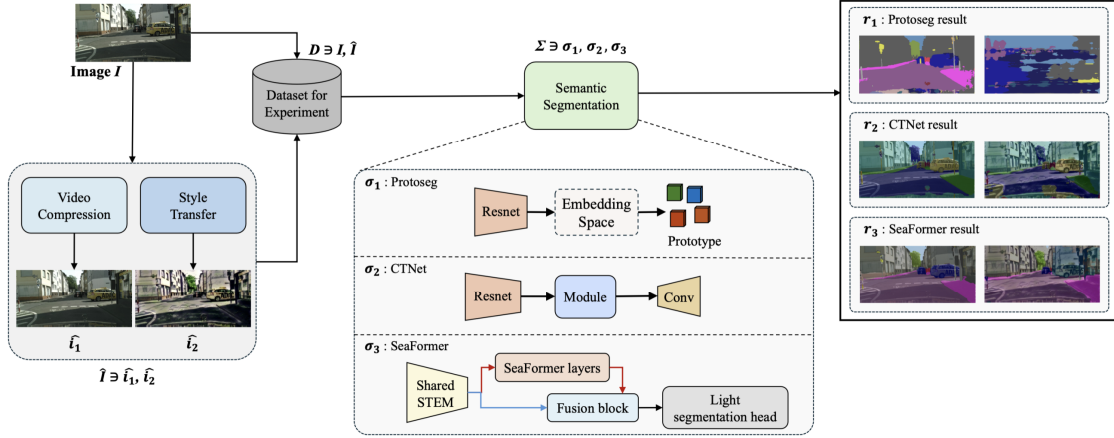 Image I
D ∋ I, Î
Dataset for
Experiment
Video
Compression
Style
Transfer
î₁
î₂
Î ∋ î₁, î₂
Σ ∋ σ₁, σ₂, σ₃
Semantic
Segmentation
σ₁ : Protoseg
Resnet
Embedding
Space
Prototype
σ₂ : CTNet
Resnet
Module
Conv
σ₃ : SeaFormer
Shared
STEM
SeaFormer layers
Fusion block
Light
segmentation head
r₁ : Protoseg result
r₂ : CTNet result
r₃ : SeaFormer result